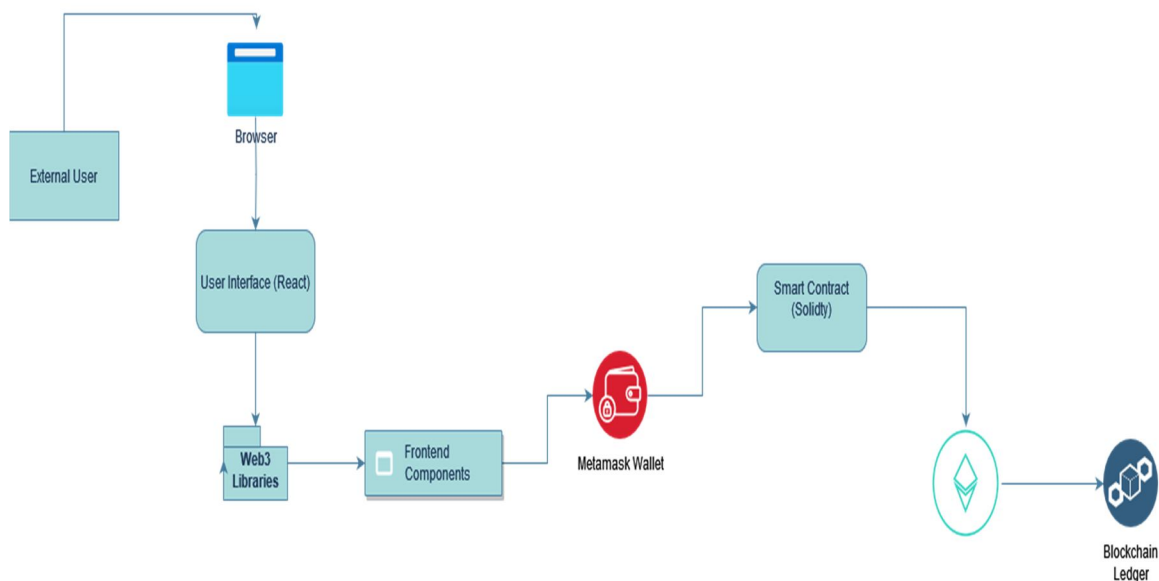 External User
Browser
User Interface (React)
Web3
Libraries
Frontend
Components
Metamask Wallet
Smart Contract
(Solidty)
Blockchain
Ledger